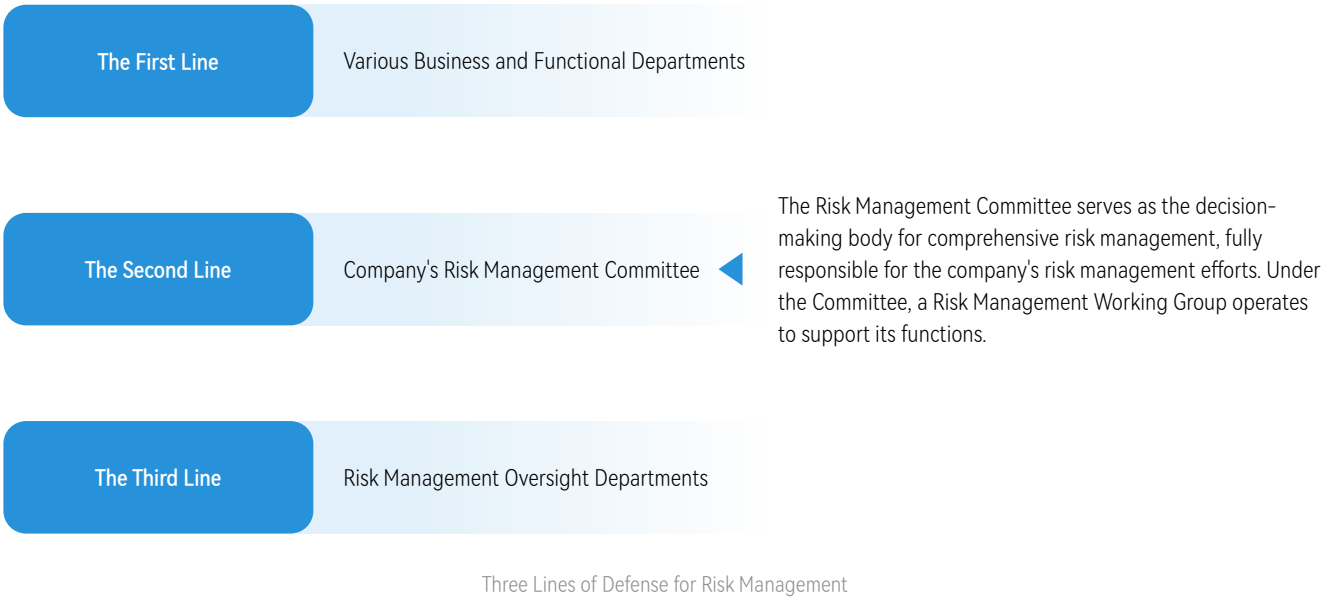 The First Line
Various Business and Functional Departments
The Second Line
Company's Risk Management Committee
The Risk Management Committee serves as the decision-
making body for comprehensive risk management, fully
responsible for the company's risk management efforts. Under
the Committee, a Risk Management Working Group operates
to support its functions.
The Third Line
Risk Management Oversight Departments
Three Lines of Defense for Risk Management